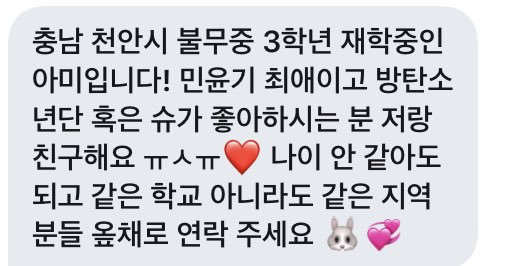 충남 천안시 불무중 3학년 재학중인
아미입니다! 민윤기 최애이고 방탄소
년단 혹은 슈가 좋아하시는 분 저랑
친구해요 ㅠㅅㅠ❤️ 나이 안 같아도
되고 같은 학교 아니라도 같은 지역
분들 옾채로 연락 주세요 🐰💞